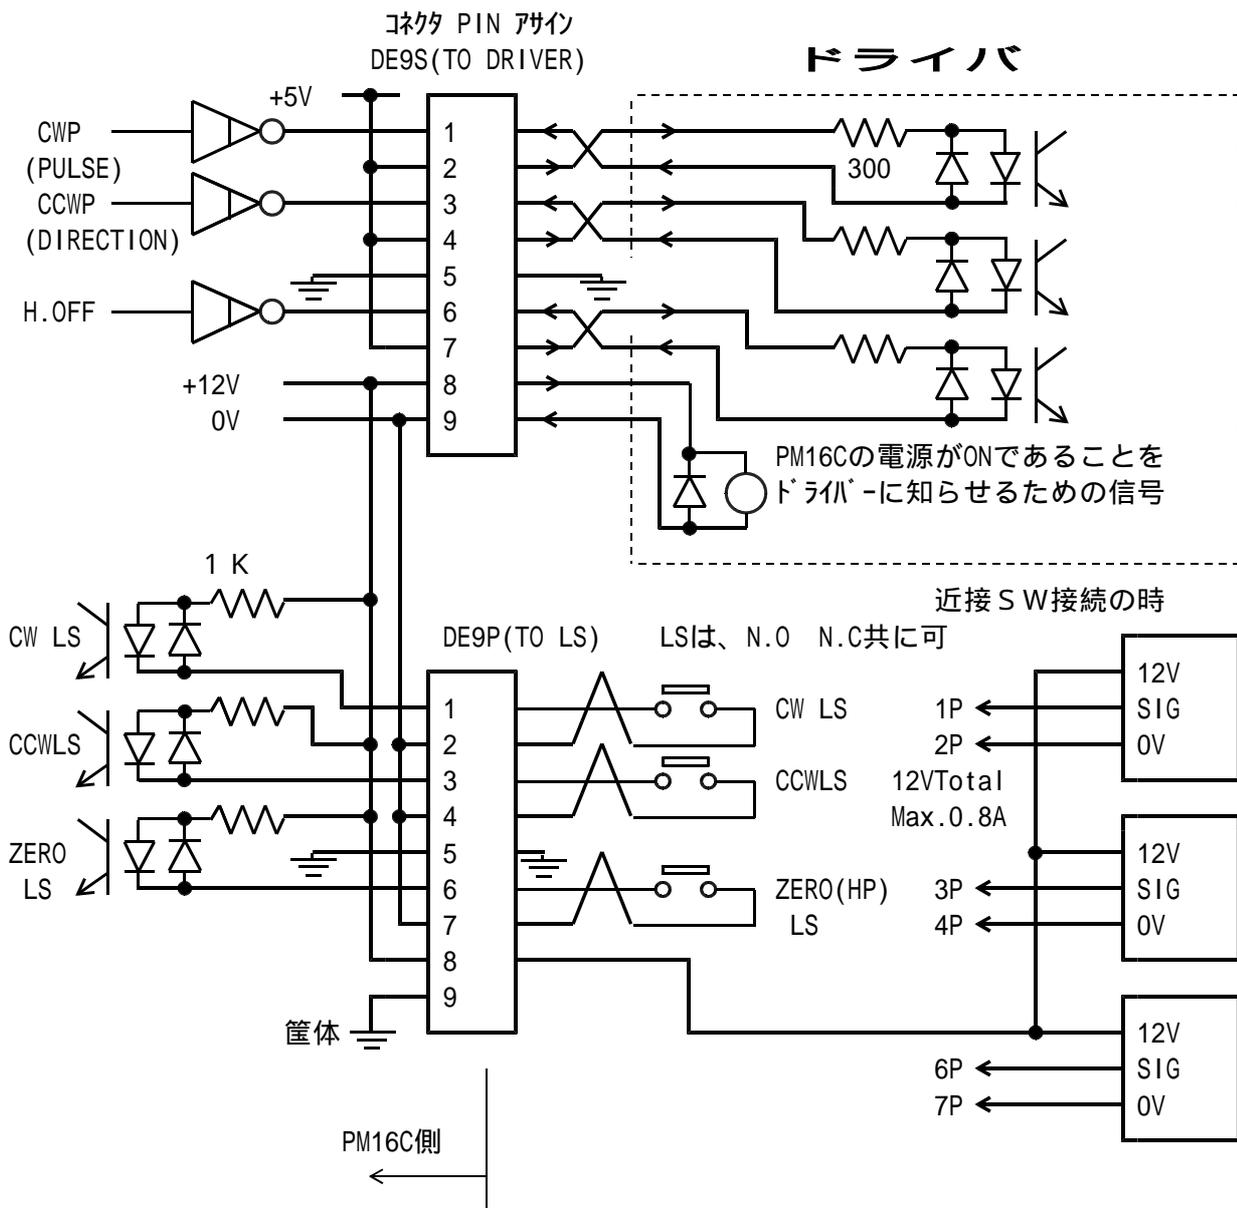 コネクタ PIN アサイン
DE9S(TO DRIVER)
ドライバ
+5V
CWP
(PULSE)
CCWP
(DIRECTION)
H.OFF
+12V
0V
1
2
3
4
5
6
7
8
9
300
PM16Cの電源がONであることを
ドライバーに知らせるための信号
1 K
CW LS
CCWLS
ZERO
LS
DE9P(TO LS)
LSは、N.O N.C共に可
近接SW接続の時
1
2
3
4
5
6
7
8
9
CW LS
CCWLS
ZERO(HP)
LS
12VTotal
Max.0.8A
1P
2P
12V
SIG
0V
3P
4P
12V
SIG
0V
6P
7P
12V
SIG
0V
筐体
PM16C側